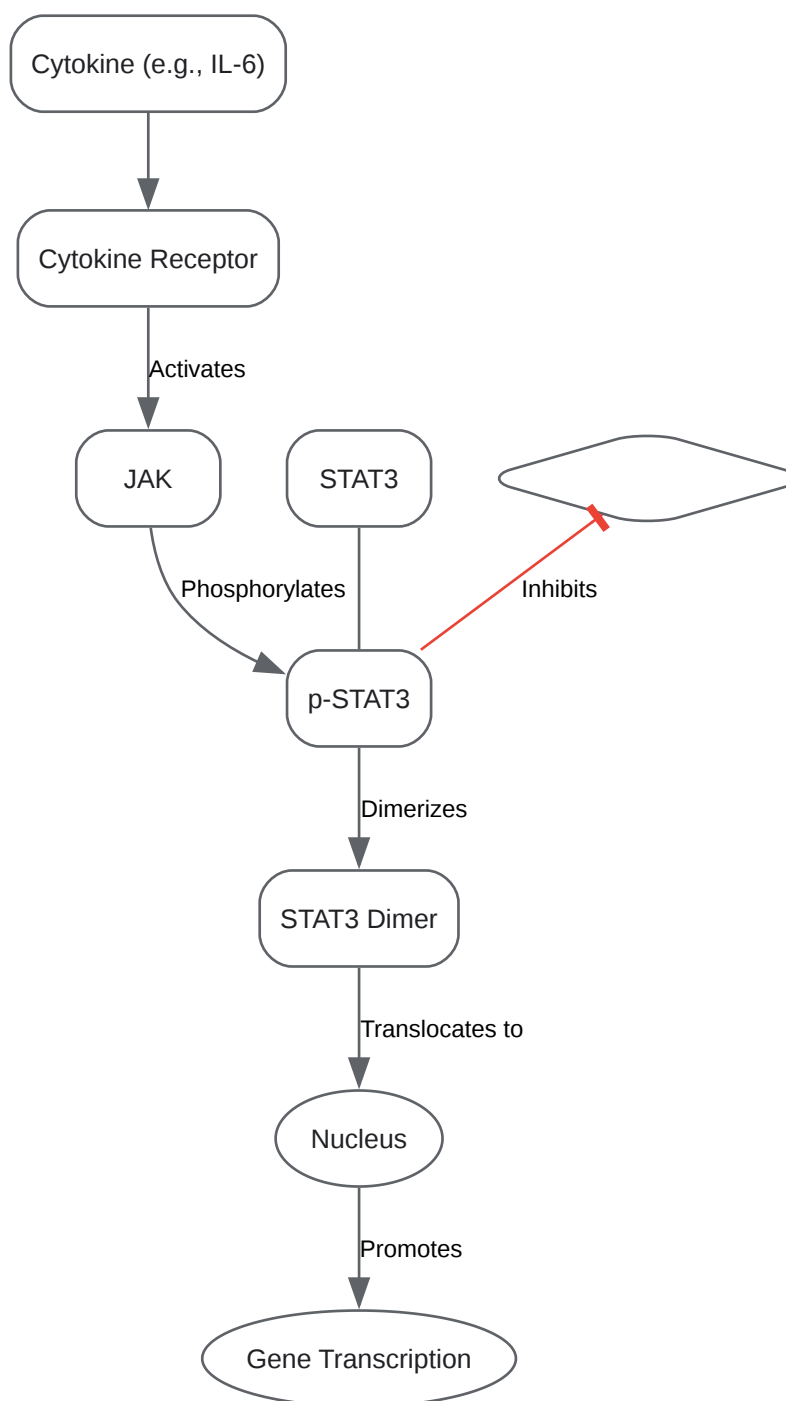 Cytokine (e.g., IL-6)
Cytokine Receptor
Activates
JAK
STAT3
Phosphorylates
Inhibits
p-STAT3
Dimerizes
STAT3 Dimer
Translocates to
Nucleus
Promotes
Gene Transcription